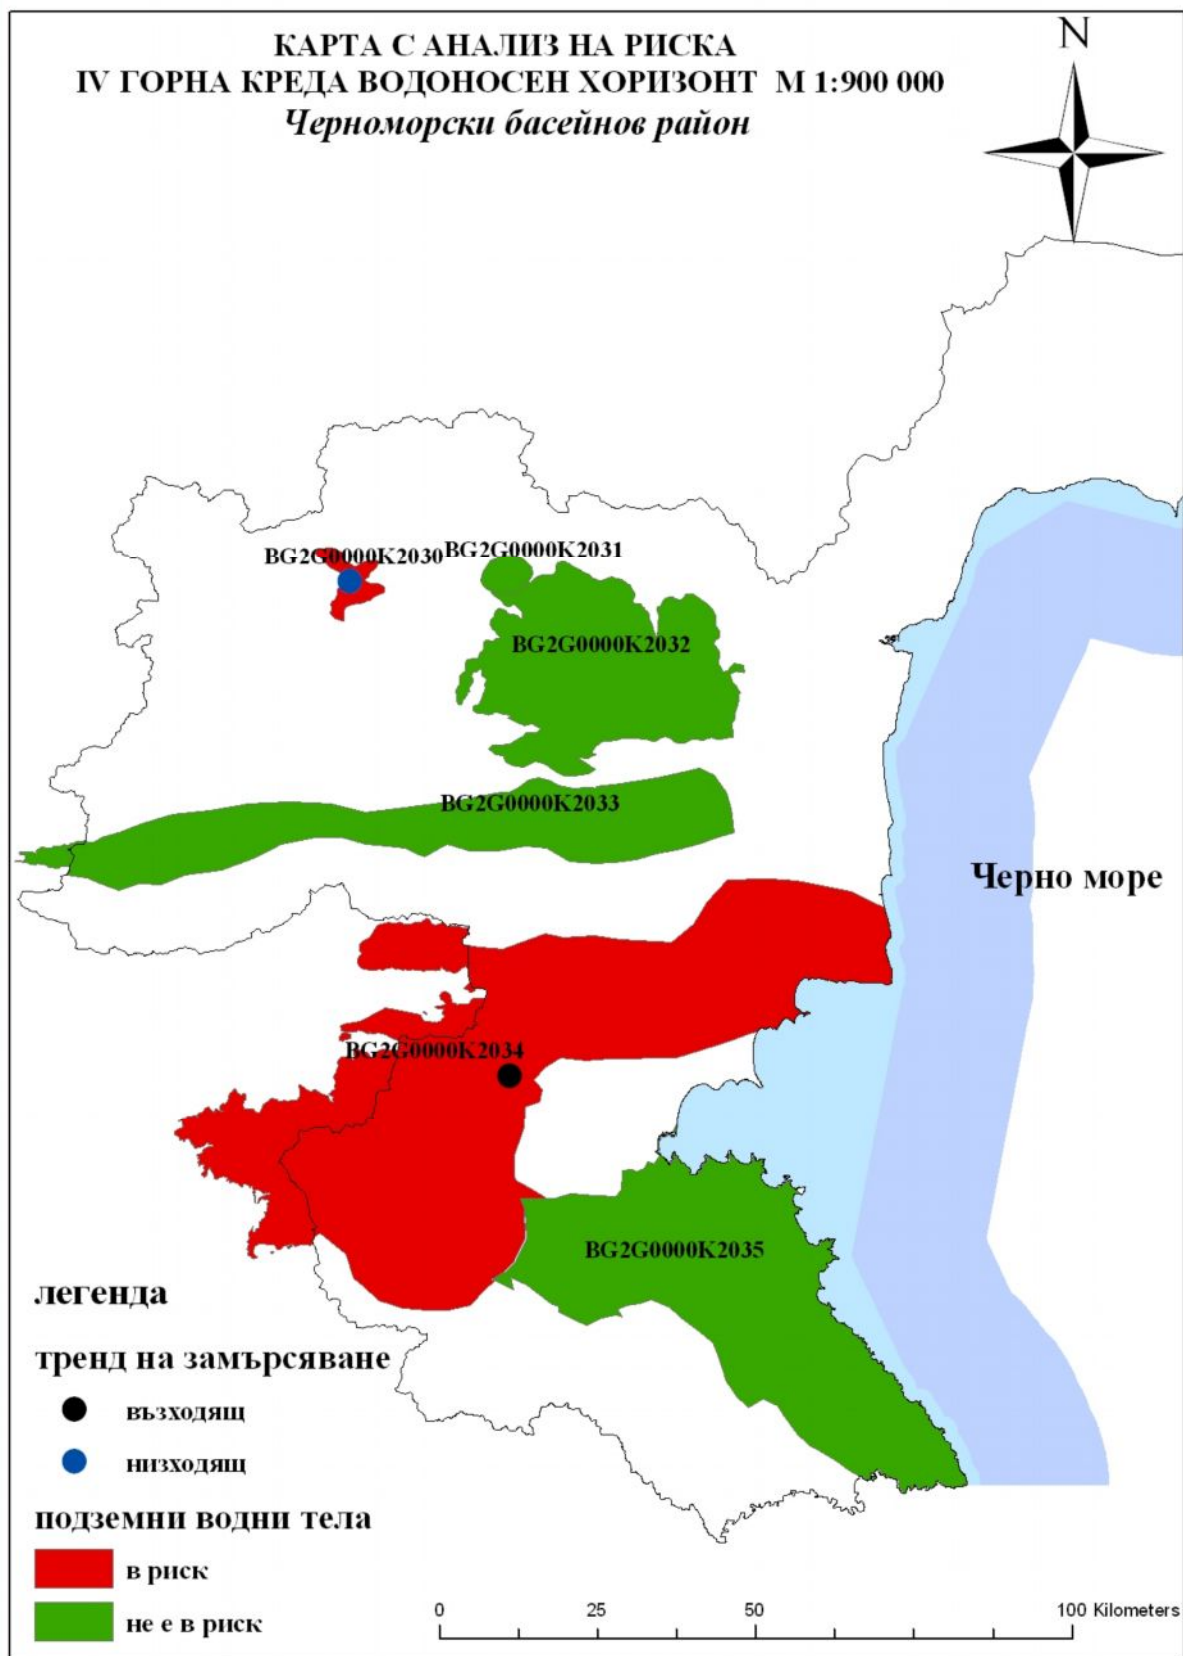 КАРТА С АНАЛИЗ НА РИСКА
IV ГОРНА КРЕДА ВОДОНОСЕН ХОРИЗОНТ М 1:900 000
Черноморски басейнов район
N
BG2G0000K2030
BG2G0000K2031
BG2G0000K2032
BG2G0000K2033
Черно море
BG2G0000K2034
BG2G0000K2035
легенда
тренд на замърсяване
възходящ
низходящ
подземни водни тела
в риск
не е в риск
0 25 50 100 Kilometers